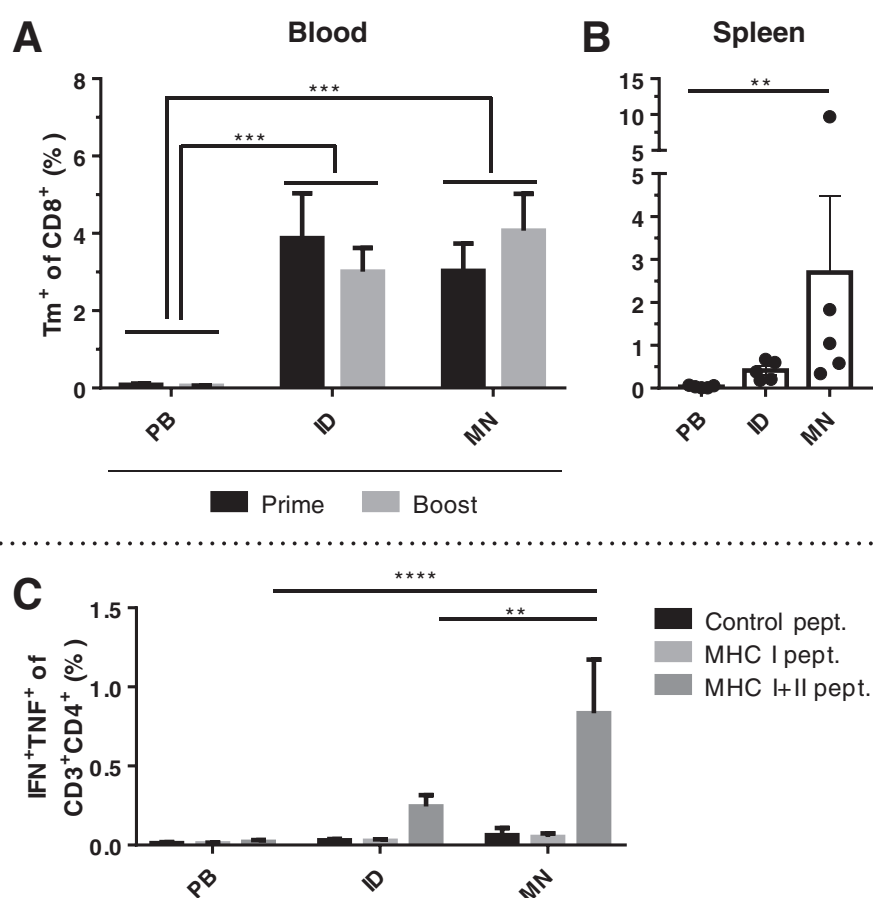 A
Blood
8
6
4
2
0
Tm+ of CD8+ (%)
***
***
PB
ID
MN
Prime
Boost
B
Spleen
15
10
5
5
4
3
2
1
0
**
PB
ID
MN
C
1.5
1.0
0.5
0.0
IFN+TNF+ of
CD3+CD4+ (%)
****
**
PB
ID
MN
Control pept.
MHC I pept.
MHC I+II pept.